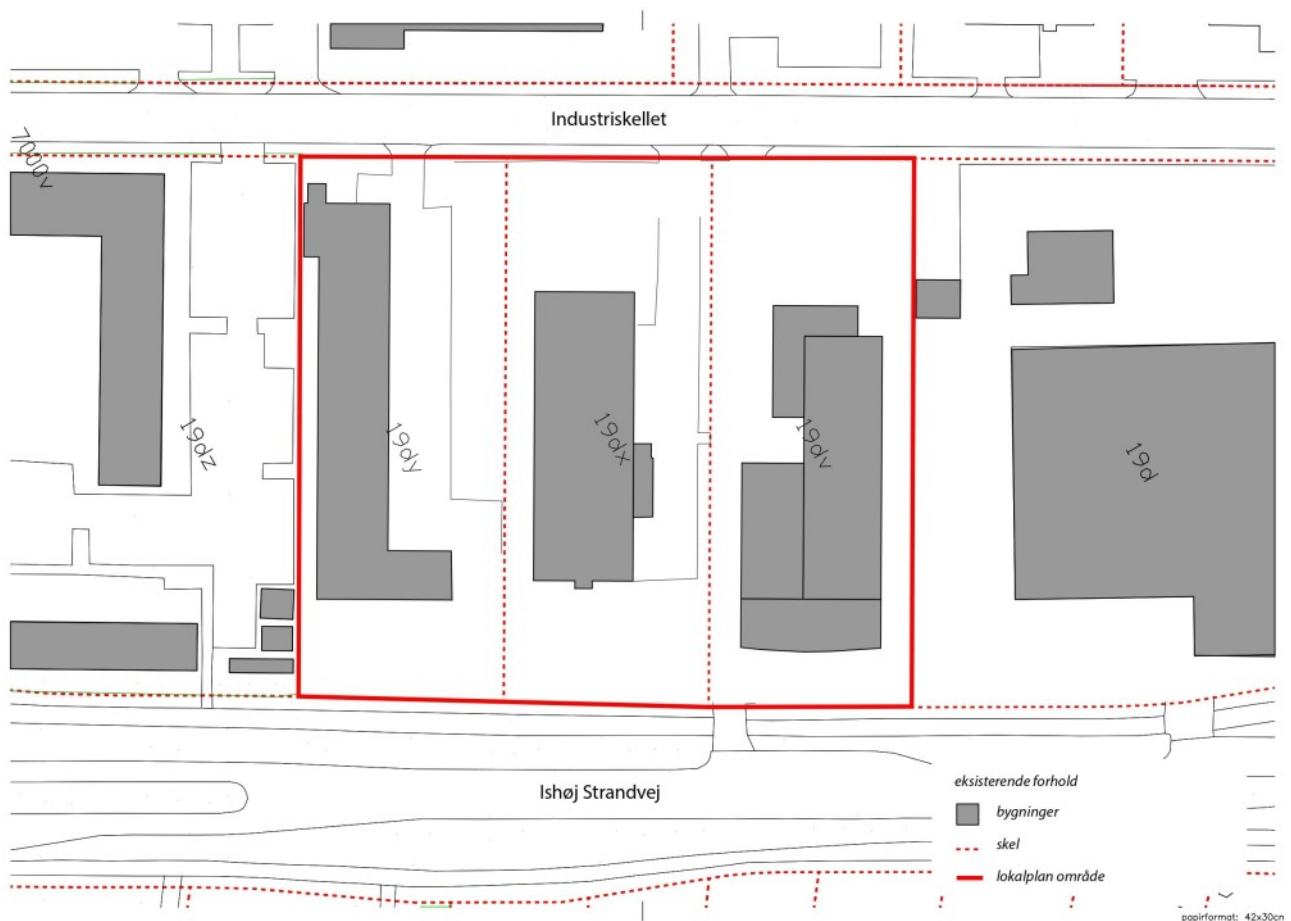 Industriskellet
7000v
19dz
19dy
19dx
19dv
19d
Ishøj Strandvej
eksisterende forhold
bygninger
skel
lokalplan område
papirformat: 42x30cm